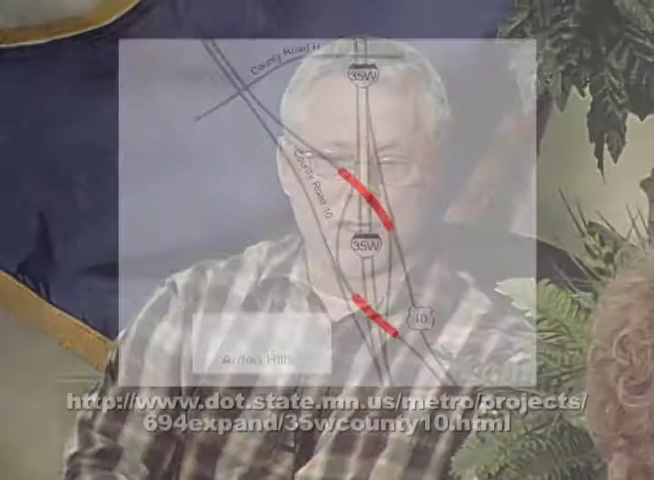 County Road H
35W
County Road 10
35W
10
Arden Hills
http://www.dot.state.mn.us/metro/projects/
694expand/35wcounty10.html